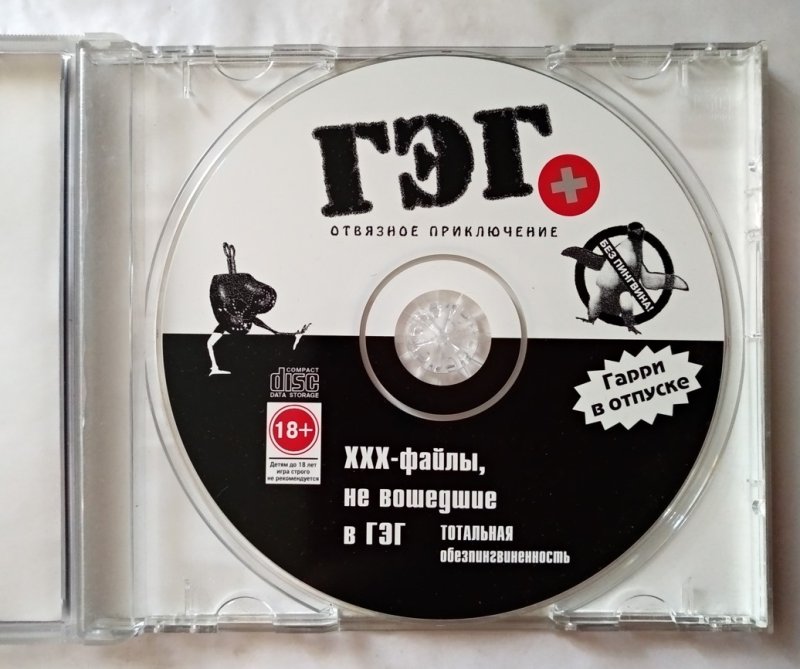 ГЭГ
ОТВЯЗНОЕ ПРИКЛЮЧЕНИЕ
БЕЗ ПИНГВИНА!
COMPACT
disc
DATA STORAGE
Гарри
в отпуске
18+
Детям до 18 лет
игра строго
не рекомендуется
XXX-файлы,
не вошедшие
в ГЭГ
ТОТАЛЬНАЯ
обезпингвиненность